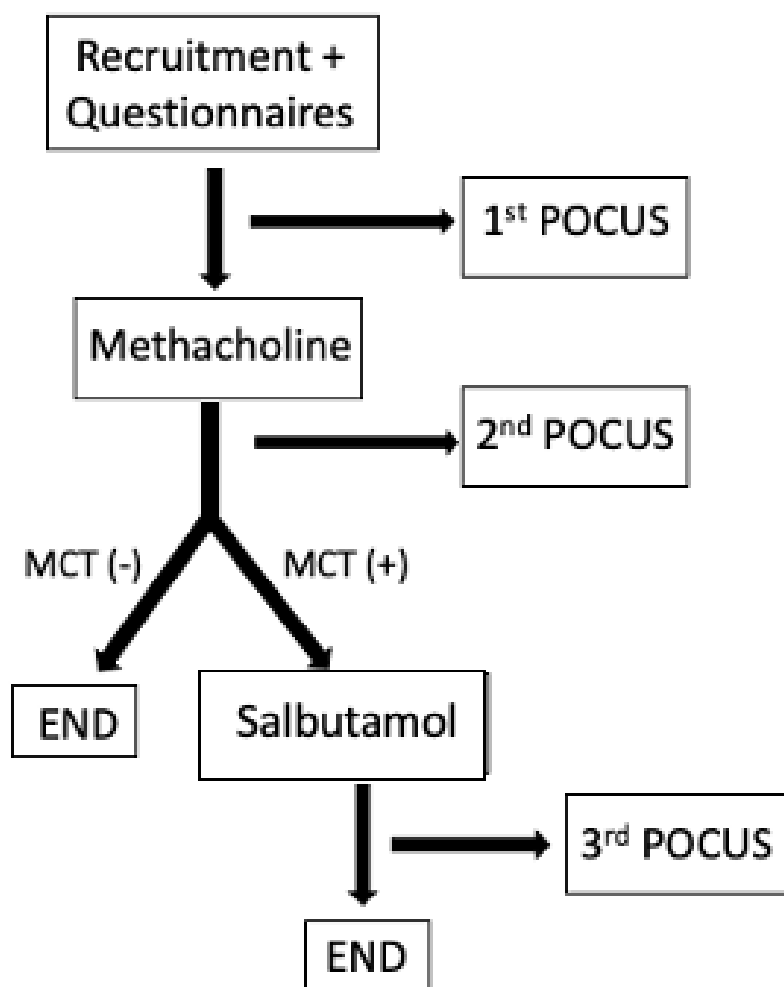 Recruitment +
Questionnaires
1st POCUS
Methacholine
2nd POCUS
MCT (-)
MCT (+)
END
Salbutamol
3rd POCUS
END